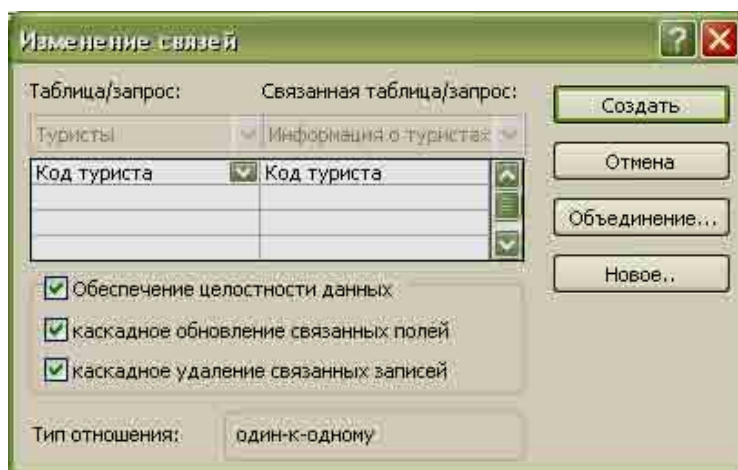 Изменение связей
Таблица/запрос: Связанная таблица/запрос:
Туристы Информация о туристах
Код туриста Код туриста
Обеспечение целостности данных
каскадное обновление связанных полей
каскадное удаление связанных записей
Тип отношения: один-к-одному
Создать
Отмена
Объединение...
Новое..